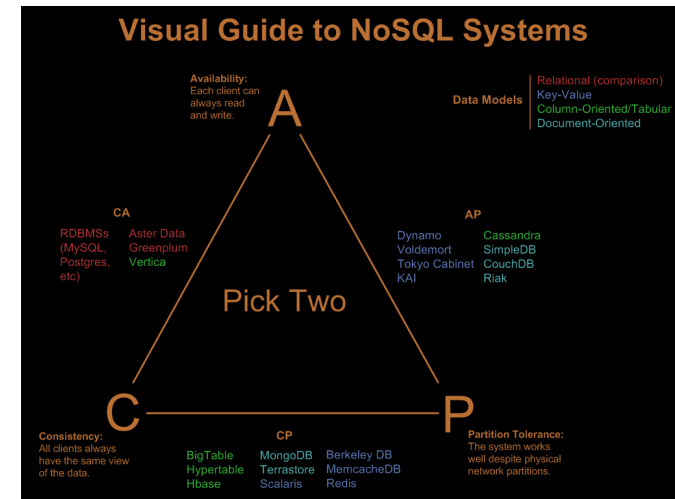 Visual Guide to NoSQL Systems
Availability:
Each client can
always read
and write.
A
Data Models
Relational (comparison)
Key-Value
Column-Oriented/Tabular
Document-Oriented
CA
RDBMSs
(MySQL,
Postgres,
etc)
Aster Data
Greenplum
Vertica
AP
Dynamo
Voldemort
Tokyo Cabinet
KAI
Cassandra
SimpleDB
CouchDB
Riak
Pick Two
C
P
Consistency:
All clients always
have the same view
of the data.
CP
BigTable
Hypertable
Hbase
MongoDB
Terrastore
Scalaris
Berkeley DB
MemcacheDB
Redis
Partition Tolerance:
The system works
well despite physical
network partitions.